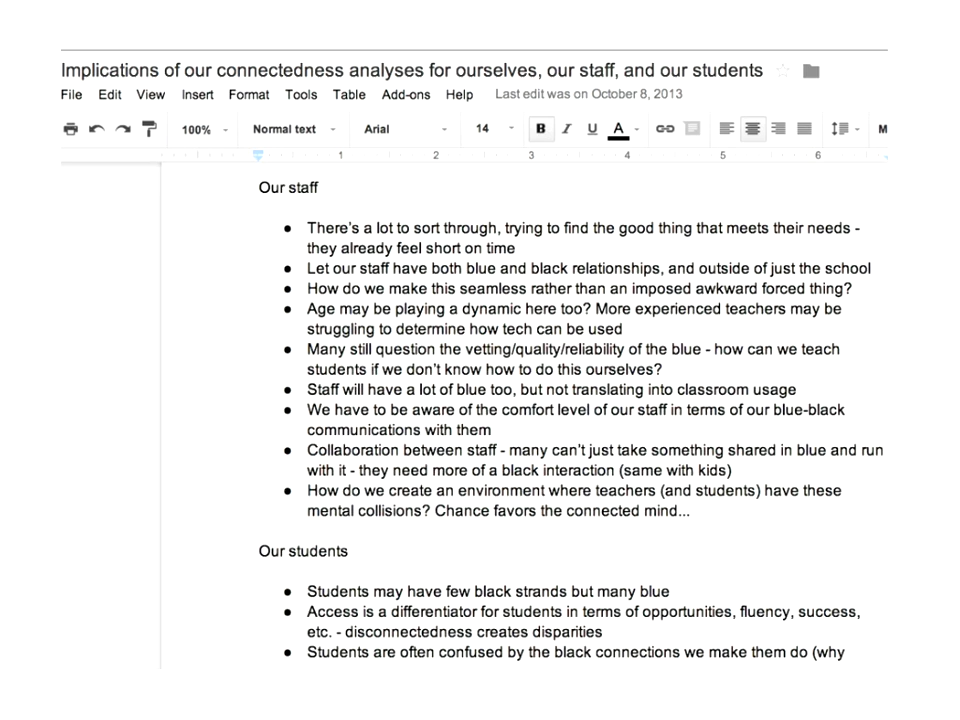 Implications of our connectedness analyses for ourselves, our staff, and our students
File Edit View Insert Format Tools Table Add-ons Help Last edit was on October 8, 2013
100% Normal text Arial 14 B I U A M
1 2 3 4 5 6
Our staff
● There's a lot to sort through, trying to find the good thing that meets their needs -
they already feel short on time
● Let our staff have both blue and black relationships, and outside of just the school
● How do we make this seamless rather than an imposed awkward forced thing?
● Age may be playing a dynamic here too? More experienced teachers may be
struggling to determine how tech can be used
● Many still question the vetting/quality/reliability of the blue - how can we teach
students if we don't know how to do this ourselves?
● Staff will have a lot of blue too, but not translating into classroom usage
● We have to be aware of the comfort level of our staff in terms of our blue-black
communications with them
● Collaboration between staff - many can't just take something shared in blue and run
with it - they need more of a black interaction (same with kids)
● How do we create an environment where teachers (and students) have these
mental collisions? Chance favors the connected mind...
Our students
● Students may have few black strands but many blue
● Access is a differentiator for students in terms of opportunities, fluency, success,
etc. - disconnectedness creates disparities
● Students are often confused by the black connections we make them do (why